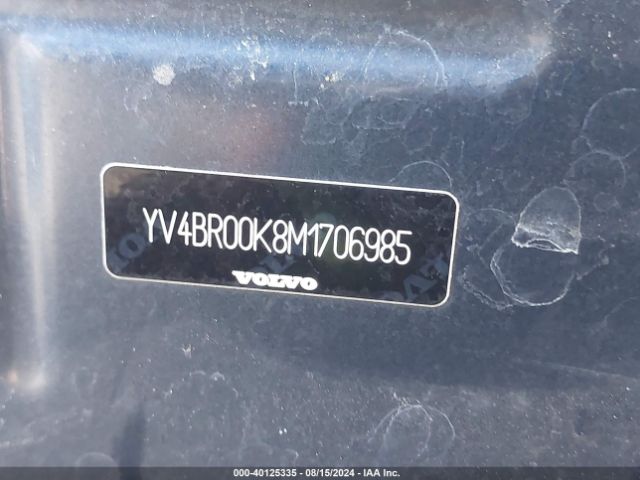 YV4BR00K8M1706985
VOLVO
000-40125335 - 08/15/2024 - IAA Inc.